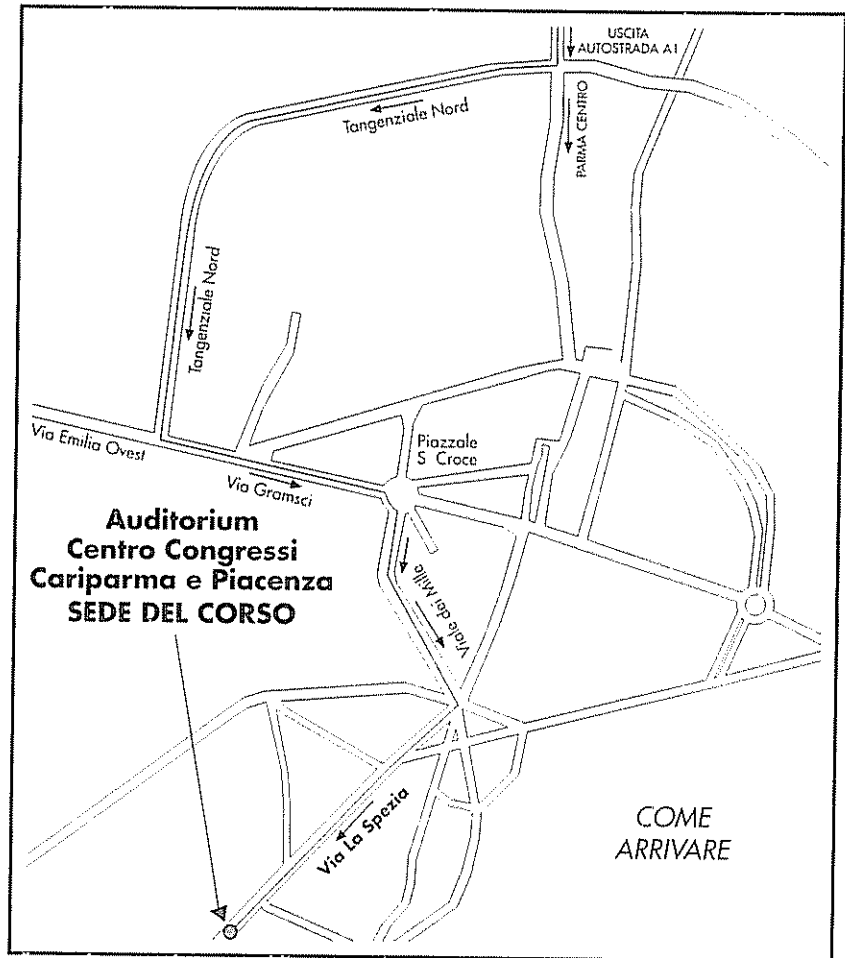 USCITA
AUTOSTRADA A1
Tangenziale Nord
PARMA CENTRO
Tangenziale Nord
Via Emilia Ovest
Piazzale
S Croce
Via Gramsci
Auditorium
Centro Congressi
Cariparma e Piacenza
SEDE DEL CORSO
Viale dei Mille
Via La Spezia
COME
ARRIVARE